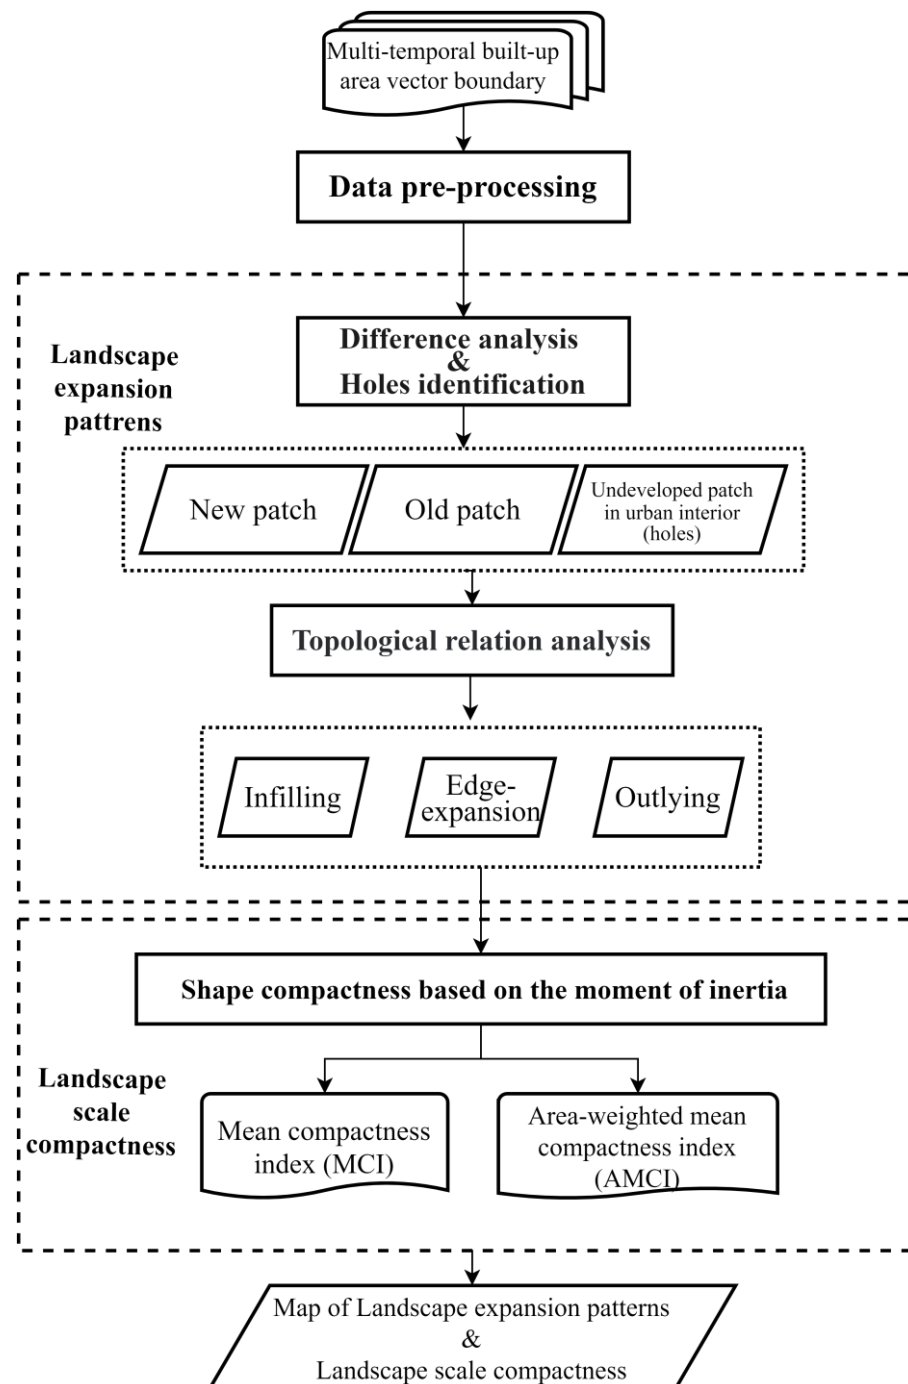 Multi-temporal built-up
area vector boundary
Data pre-processing
Landscape
expansion
pattrens
Difference analysis
&
Holes identification
New patch
Old patch
Undeveloped patch
in urban interior
(holes)
Topological relation analysis
Infilling
Edge-
expansion
Outlying
Shape compactness based on the moment of inertia
Landscape
scale
compactness
Mean compactness
index (MCI)
Area-weighted mean
compactness index
(AMCI)
Map of Landscape expansion patterns
&
Landscape scale compactness